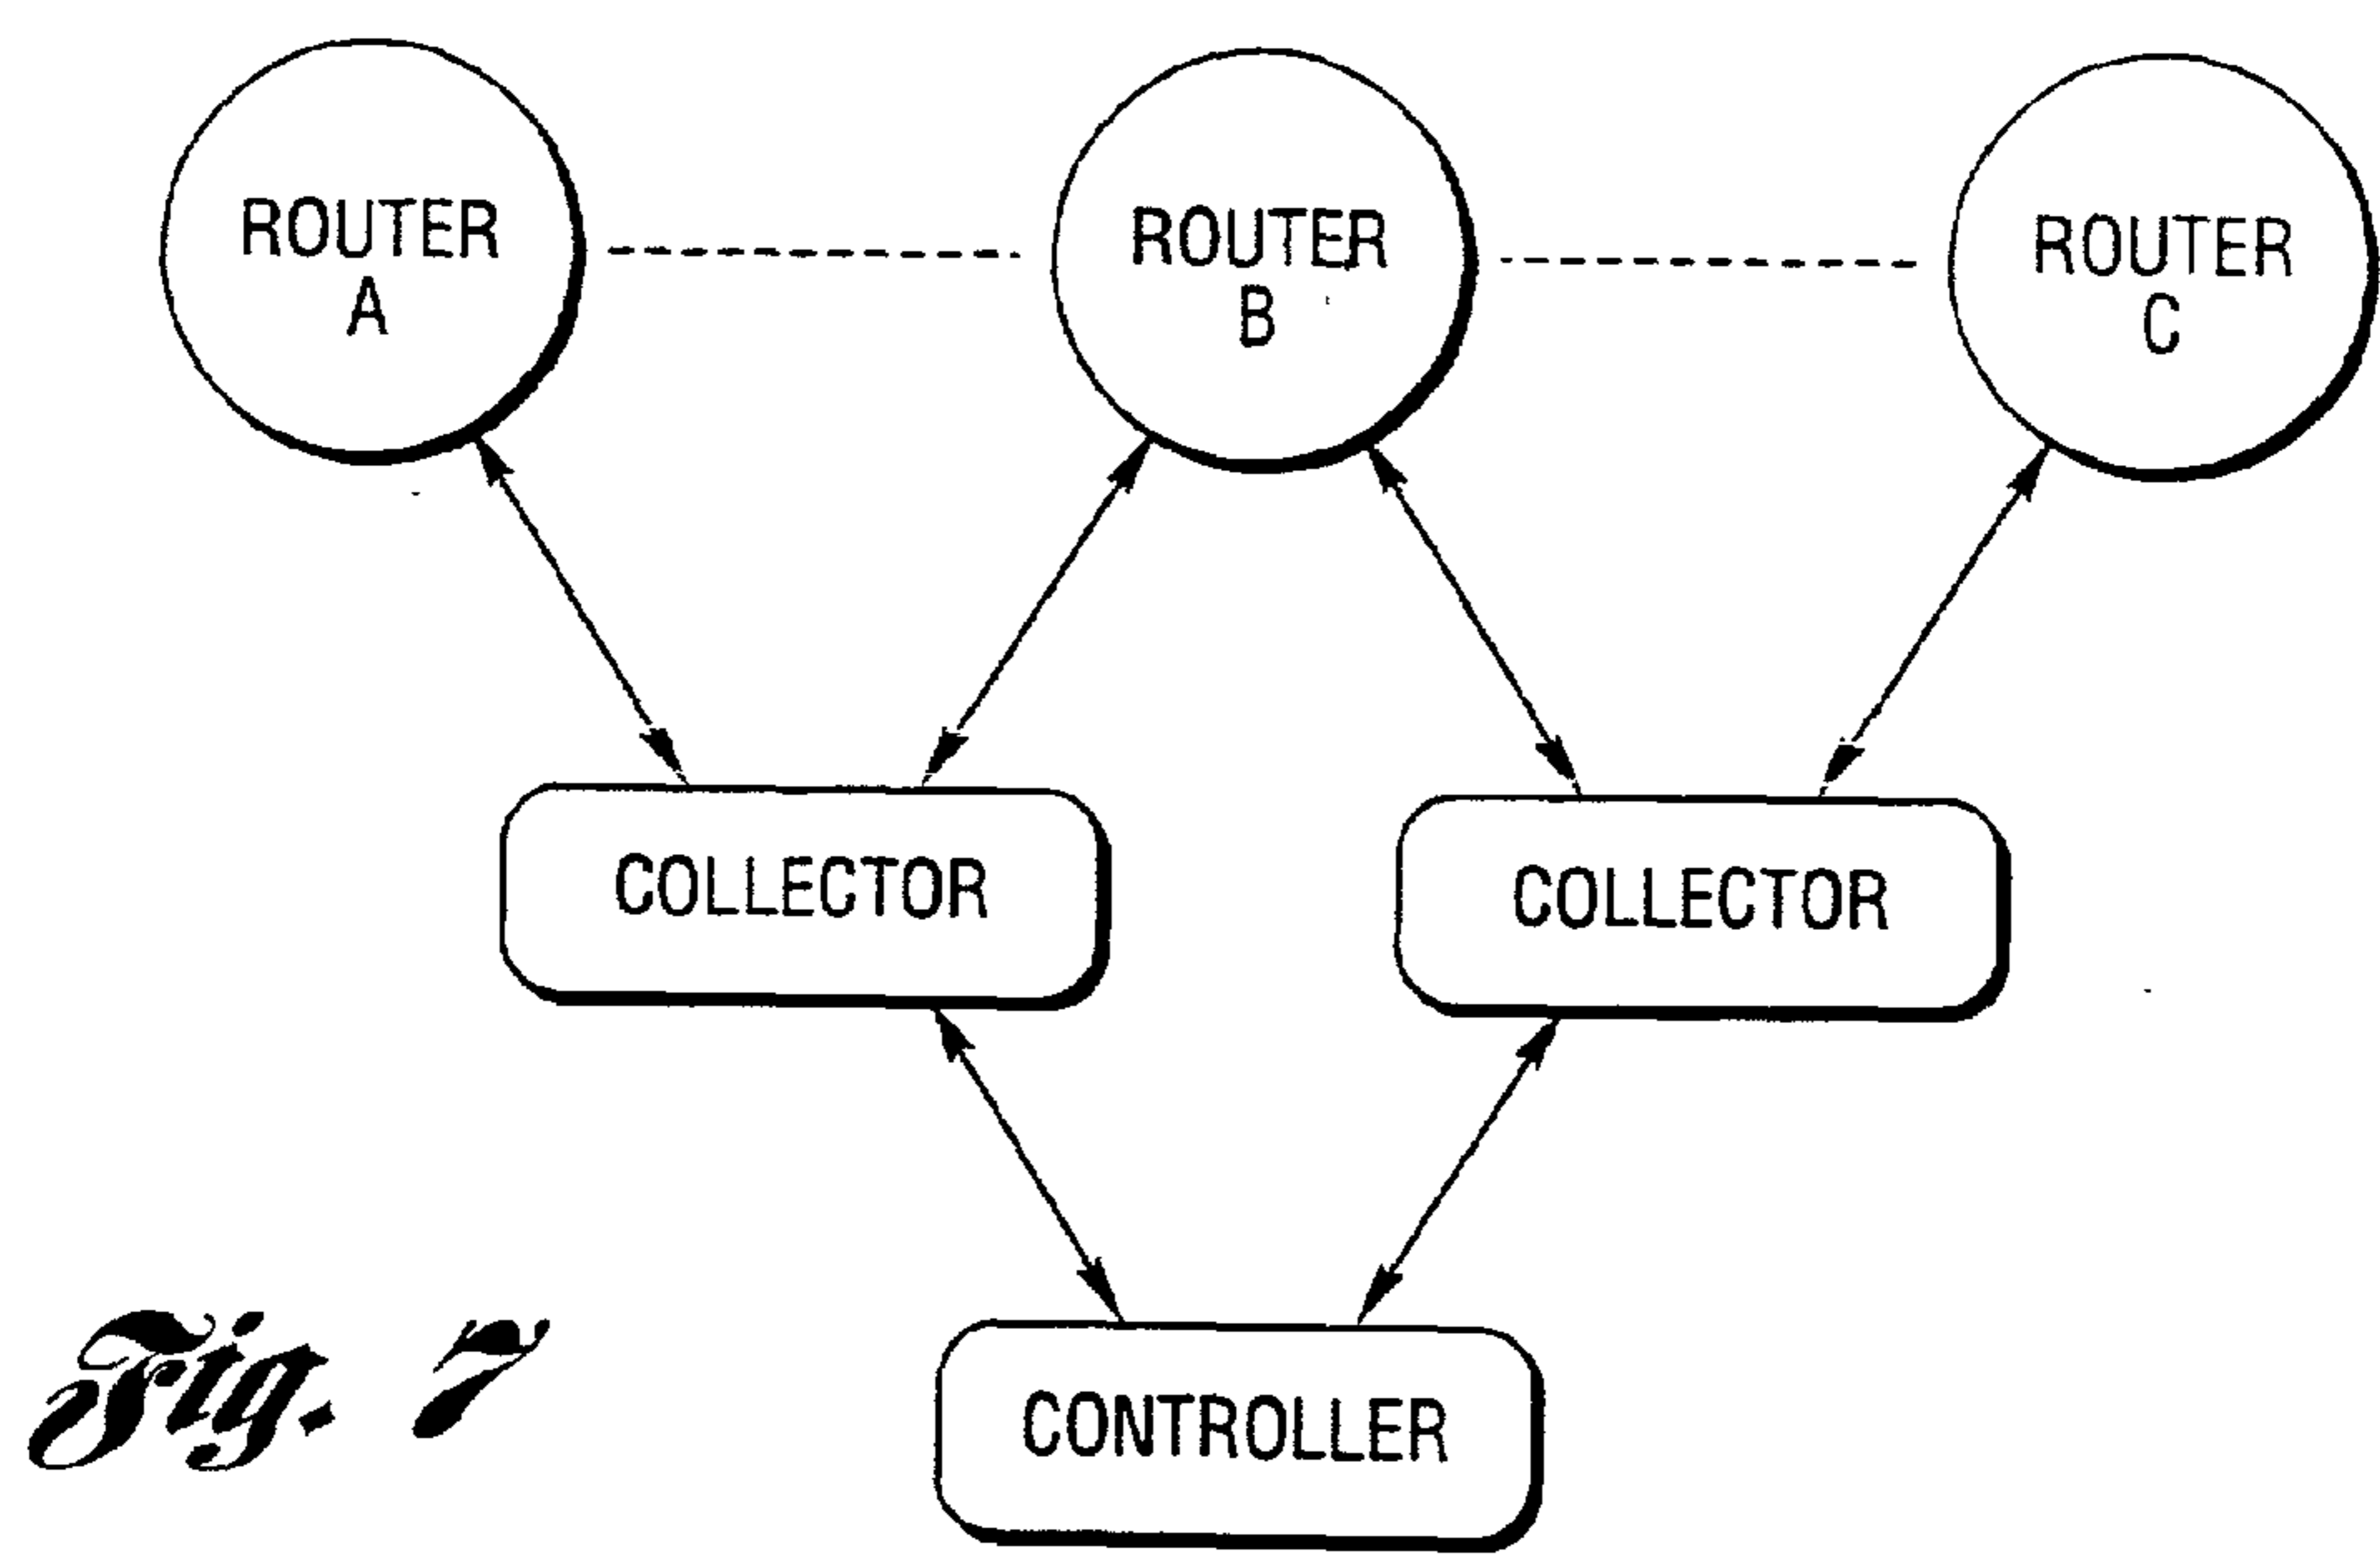 ROUTER
A
ROUTER
B
ROUTER
C
COLLECTOR
COLLECTOR
CONTROLLER
Fig. 7